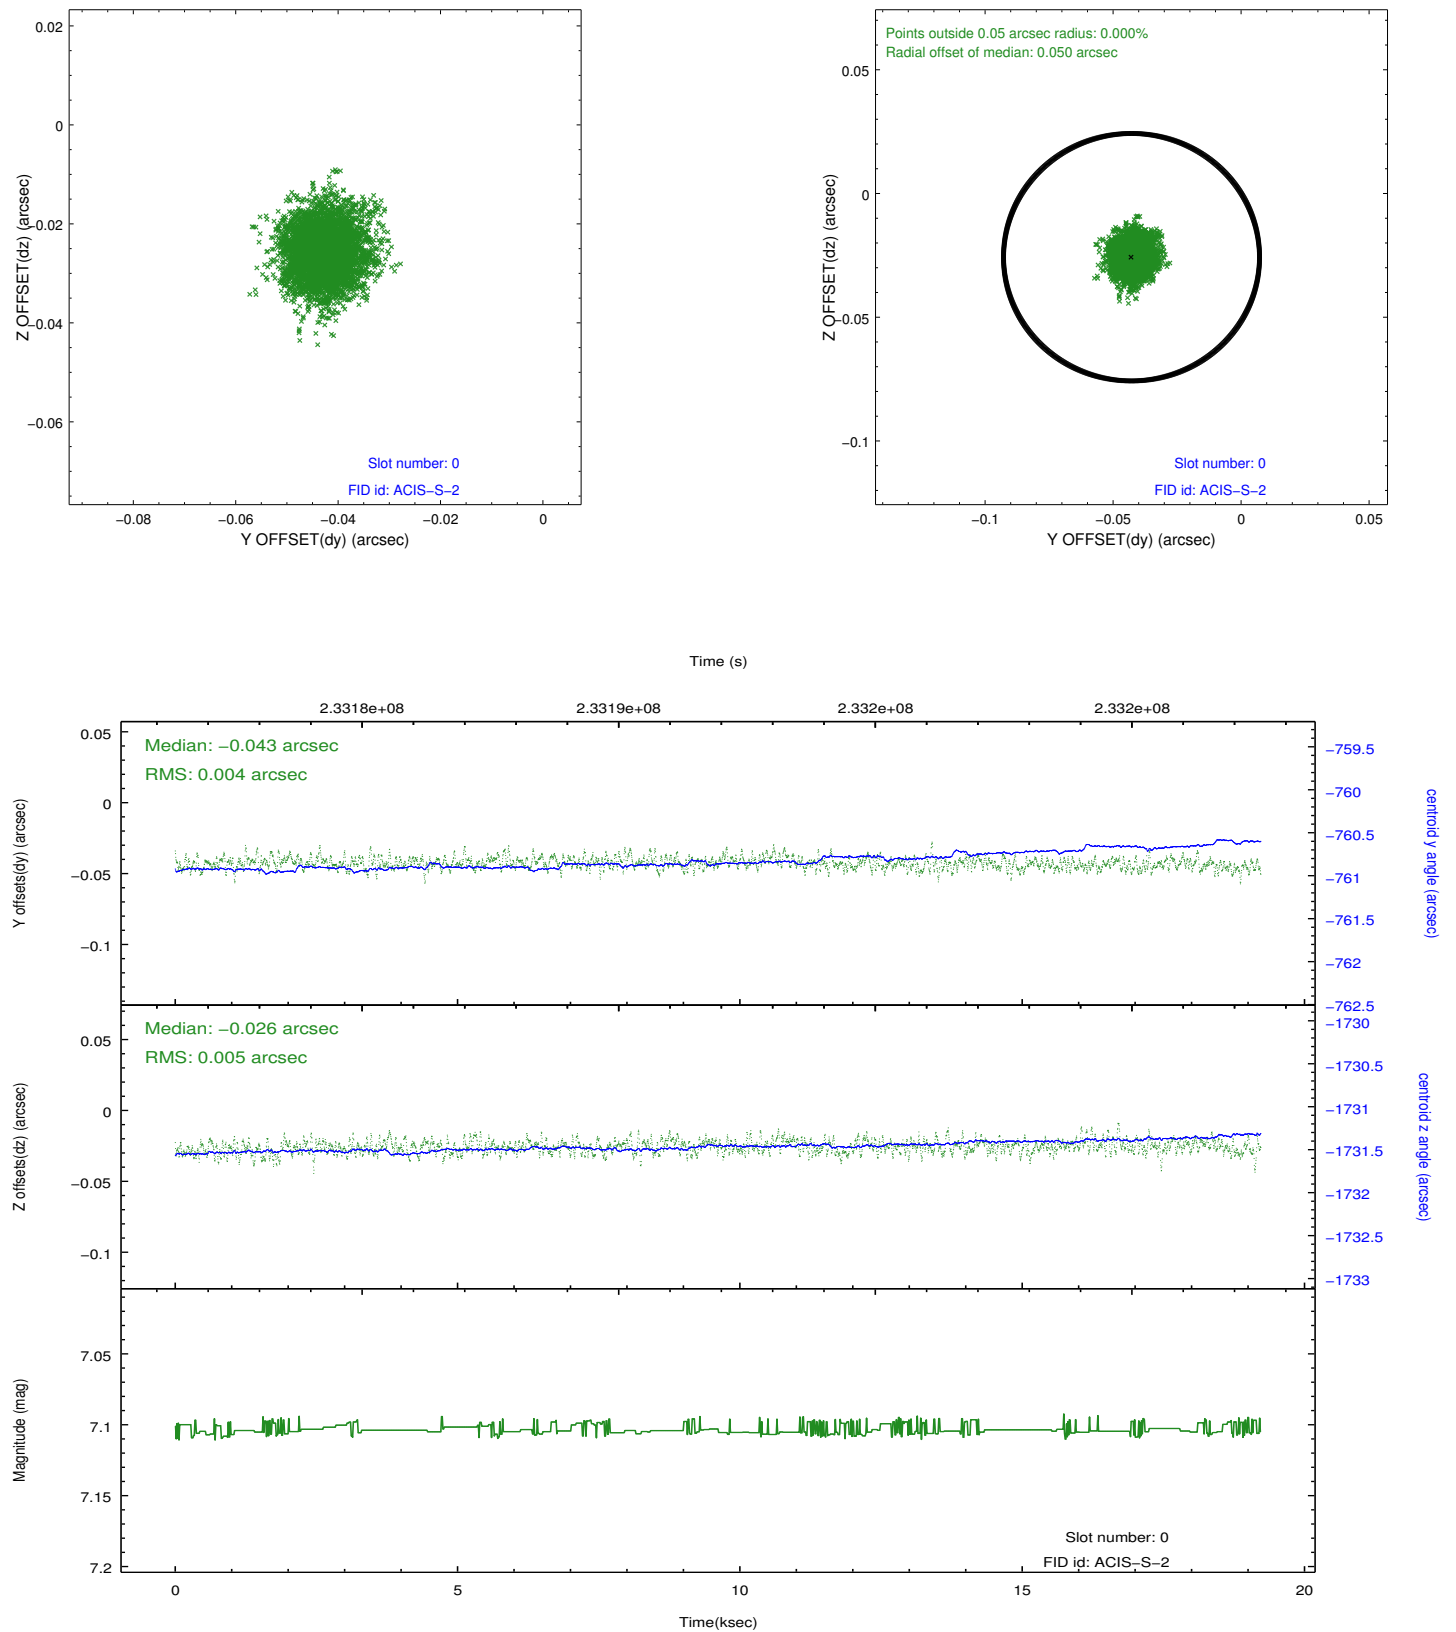 0.02
0
−0.02
−0.04
−0.06
Z OFFSET(dz) (arcsec)
Slot number: 0
FID id: ACIS−S−2
−0.08
−0.06
−0.04
−0.02
0
Y OFFSET(dy) (arcsec)
Points outside 0.05 arcsec radius: 0.000%
Radial offset of median: 0.050 arcsec
0.05
0
−0.05
−0.1
Z OFFSET(dz) (arcsec)
Slot number: 0
FID id: ACIS−S−2
−0.1
−0.05
0
0.05
Y OFFSET(dy) (arcsec)
Time (s)
2.3318e+08
2.3319e+08
2.332e+08
2.332e+08
Median: −0.043 arcsec
RMS: 0.004 arcsec
0.05
0
−0.05
−0.1
Y offsets(dy) (arcsec)
−759.5
−760
−760.5
−761
−761.5
−762
−762.5
centroid y angle (arcsec)
Median: −0.026 arcsec
RMS: 0.005 arcsec
0.05
0
−0.05
−0.1
Z offsets(dz) (arcsec)
−1730
−1730.5
−1731
−1731.5
−1732
−1732.5
−1733
centroid z angle (arcsec)
7.05
7.1
7.15
7.2
Magnitude (mag)
Slot number: 0
FID id: ACIS−S−2
0
5
10
15
20
Time(ksec)